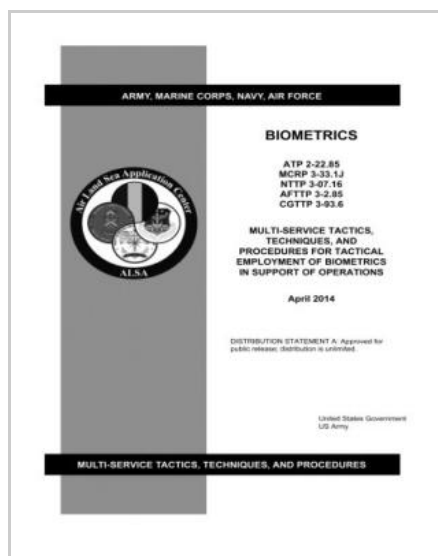 ARMY, MARINE CORPS, NAVY, AIR FORCE
BIOMETRICS
ATP 2-22.85
MCRP 3-33.1J
NTTP 3-07.16
AFTTP 3-2.85
CGTTP 3-93.6
Air Land Sea Application Center
ALSA
MULTI-SERVICE TACTICS,
TECHNIQUES, AND
PROCEDURES FOR TACTICAL
EMPLOYMENT OF BIOMETRICS
IN SUPPORT OF OPERATIONS
April 2014
DISTRIBUTION STATEMENT A: Approved for
public release; distribution is unlimited.
United States Government
US Army
MULTI-SERVICE TACTICS, TECHNIQUES, AND PROCEDURES